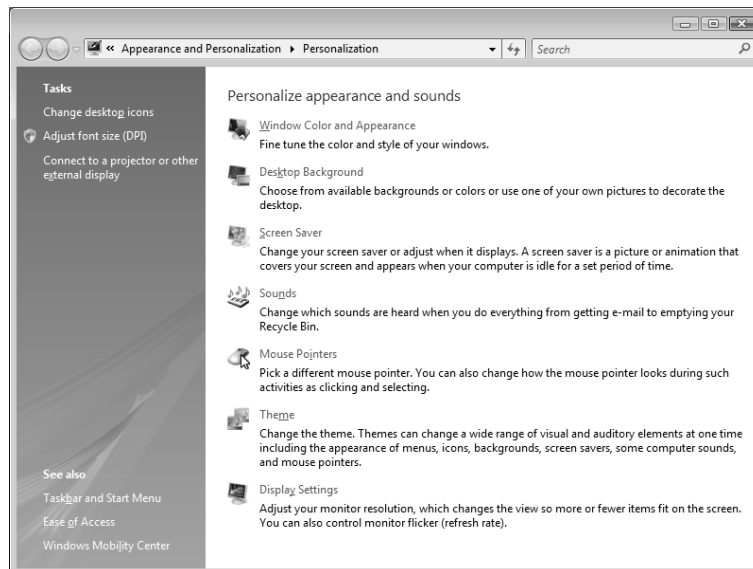 « Appearance and Personalization ▸ Personalization
Search
Tasks
Change desktop icons
Adjust font size (DPI)
Connect to a projector or other
external display
See also
Taskbar and Start Menu
Ease of Access
Windows Mobility Center
Personalize appearance and sounds
Window Color and Appearance
Fine tune the color and style of your windows.
Desktop Background
Choose from available backgrounds or colors or use one of your own pictures to decorate the
desktop.
Screen Saver
Change your screen saver or adjust when it displays. A screen saver is a picture or animation that
covers your screen and appears when your computer is idle for a set period of time.
Sounds
Change which sounds are heard when you do everything from getting e-mail to emptying your
Recycle Bin.
Mouse Pointers
Pick a different mouse pointer. You can also change how the mouse pointer looks during such
activities as clicking and selecting.
Theme
Change the theme. Themes can change a wide range of visual and auditory elements at one time
including the appearance of menus, icons, backgrounds, screen savers, some computer sounds,
and mouse pointers.
Display Settings
Adjust your monitor resolution, which changes the view so more or fewer items fit on the screen.
You can also control monitor flicker (refresh rate).